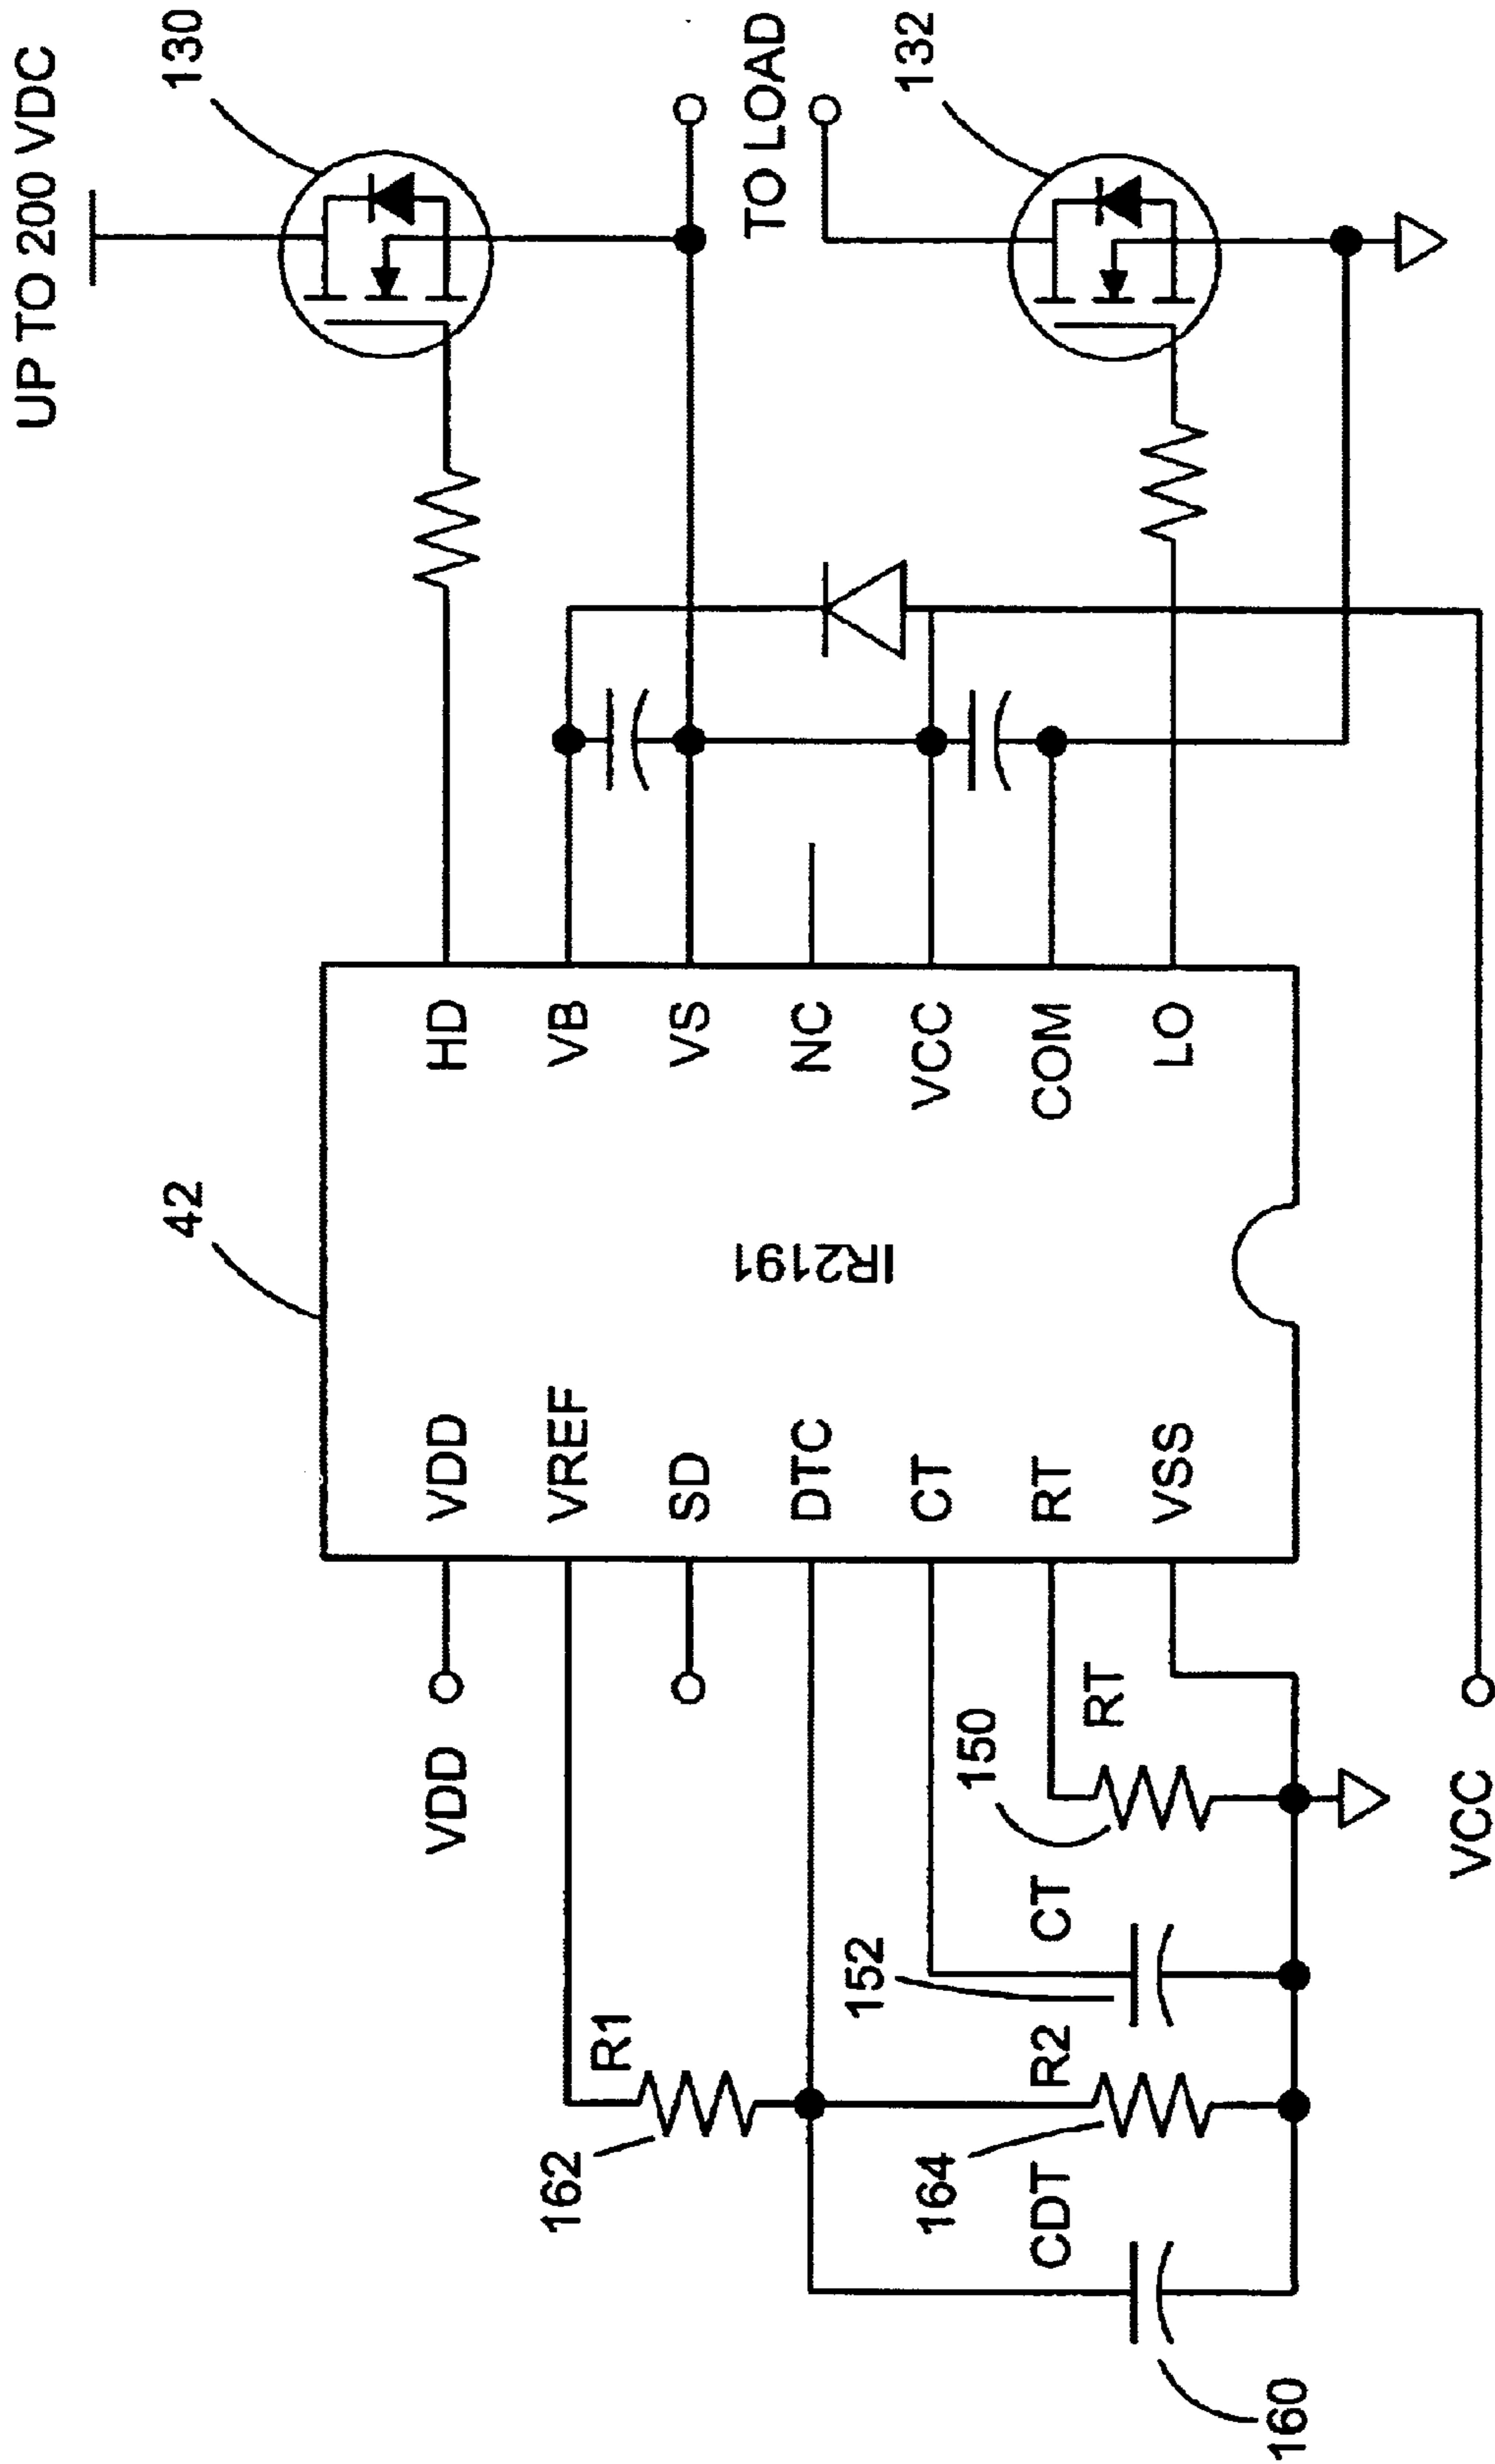 UP TO 200 VDC
130
42
VDD
VDD
HD
162
R1
VREF
VB
SD
VS
TO LOAD
DTC
IR2191
NC
152
164
R2
CT
150
CT
VCC
132
CDT
RT
RT
COM
160
VSS
LO
VCC